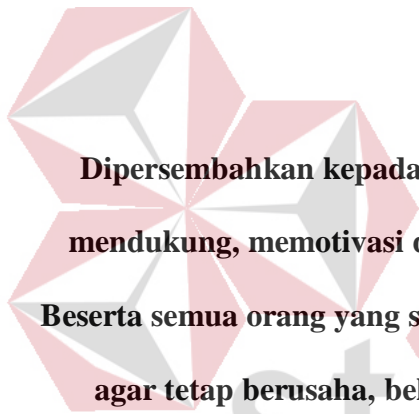 Dipersembahkan kepada
mendukung, memotivasi
Beserta semua orang yang
agar tetap berusaha,